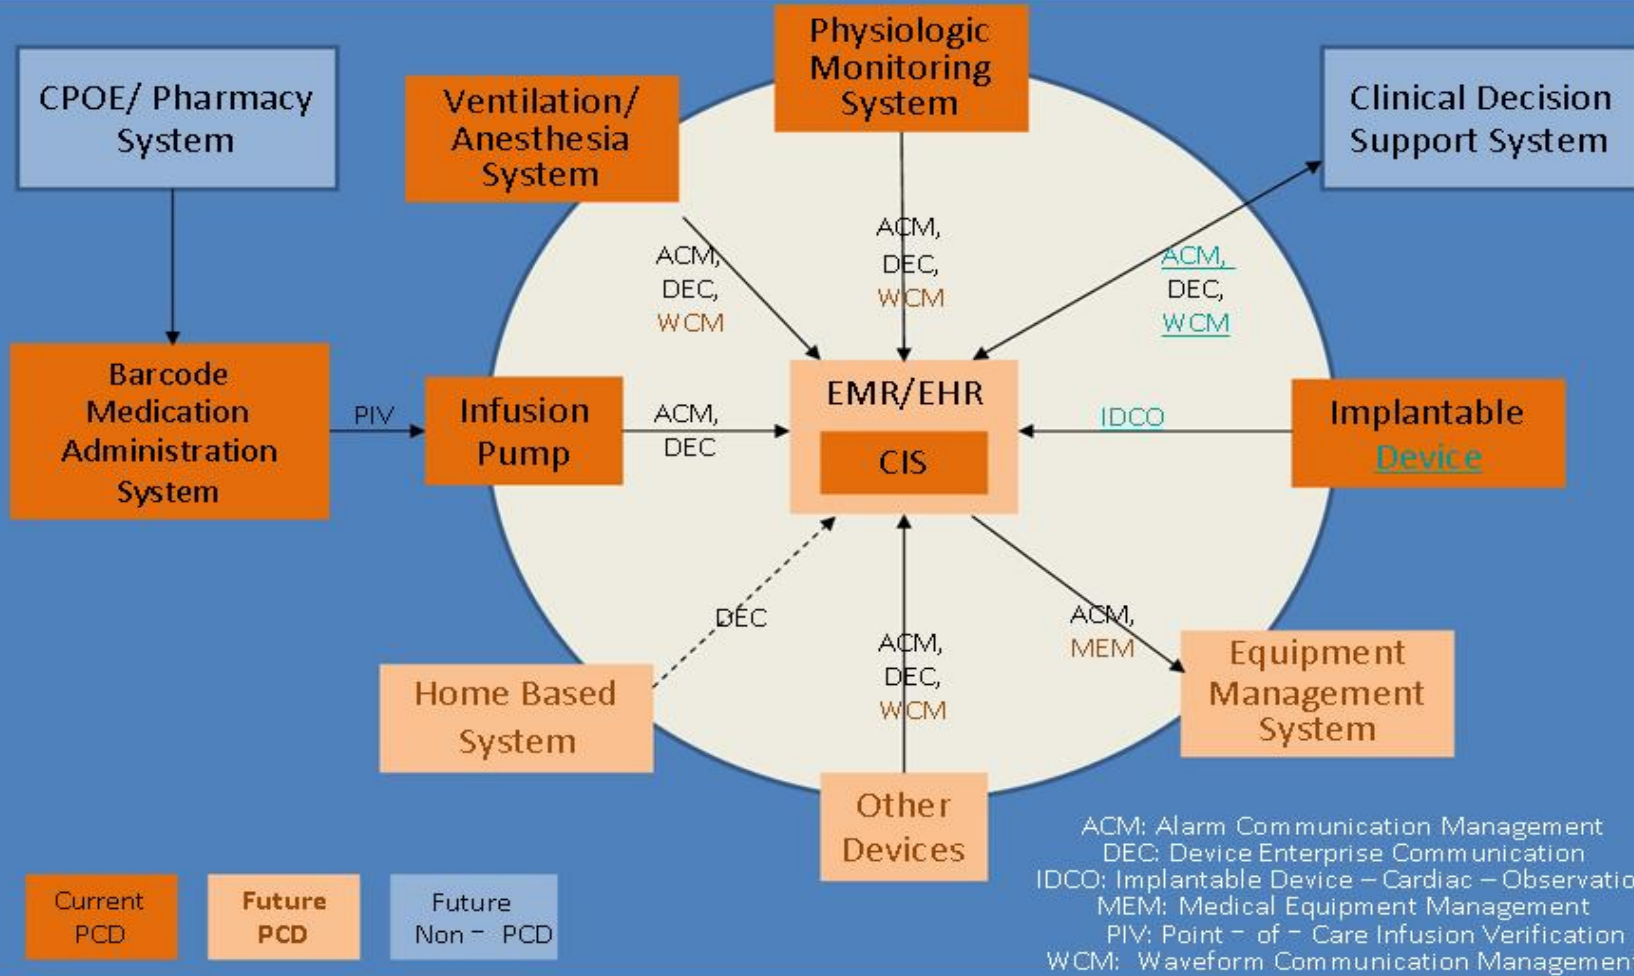 Physiologic
Monitoring
System
CPOE/ Pharmacy
System
Ventilation/
Anesthesia
System
Clinical Decision
Support System
ACM,
DEC,
WCM
ACM,
DEC,
WCM
ACM,
DEC,
WCM
Barcode
Medication
Administration
System
PIV
Infusion
Pump
ACM,
DEC
EMR/EHR
CIS
IDCO
Implantable
Device
DEC
ACM,
DEC,
WCM
ACM,
MEM
Home Based
System
Equipment
Management
System
Other
Devices
Current
PCD
Future
PCD
Future
Non – PCD
ACM: Alarm Communication Management
DEC: Device Enterprise Communication
IDCO: Implantable Device – Cardiac – Observatio
MEM: Medical Equipment Management
PIV: Point – of – Care Infusion Verification
WCM: Waveform Communication Management